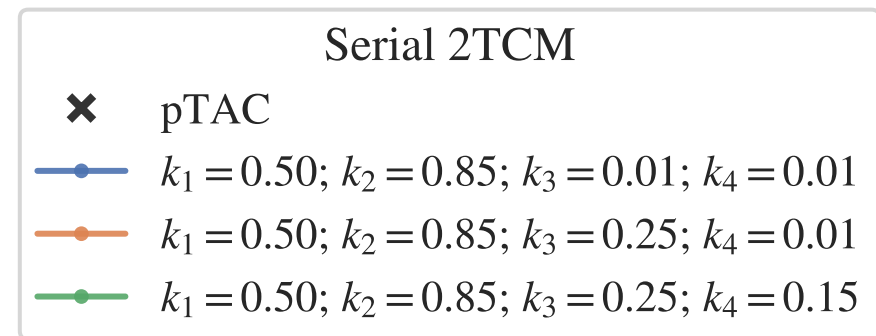 Serial 2TCM
pTAC
k₁ = 0.50; k₂ = 0.85; k₃ = 0.01; k₄ = 0.01
k₁ = 0.50; k₂ = 0.85; k₃ = 0.25; k₄ = 0.01
k₁ = 0.50; k₂ = 0.85; k₃ = 0.25; k₄ = 0.15